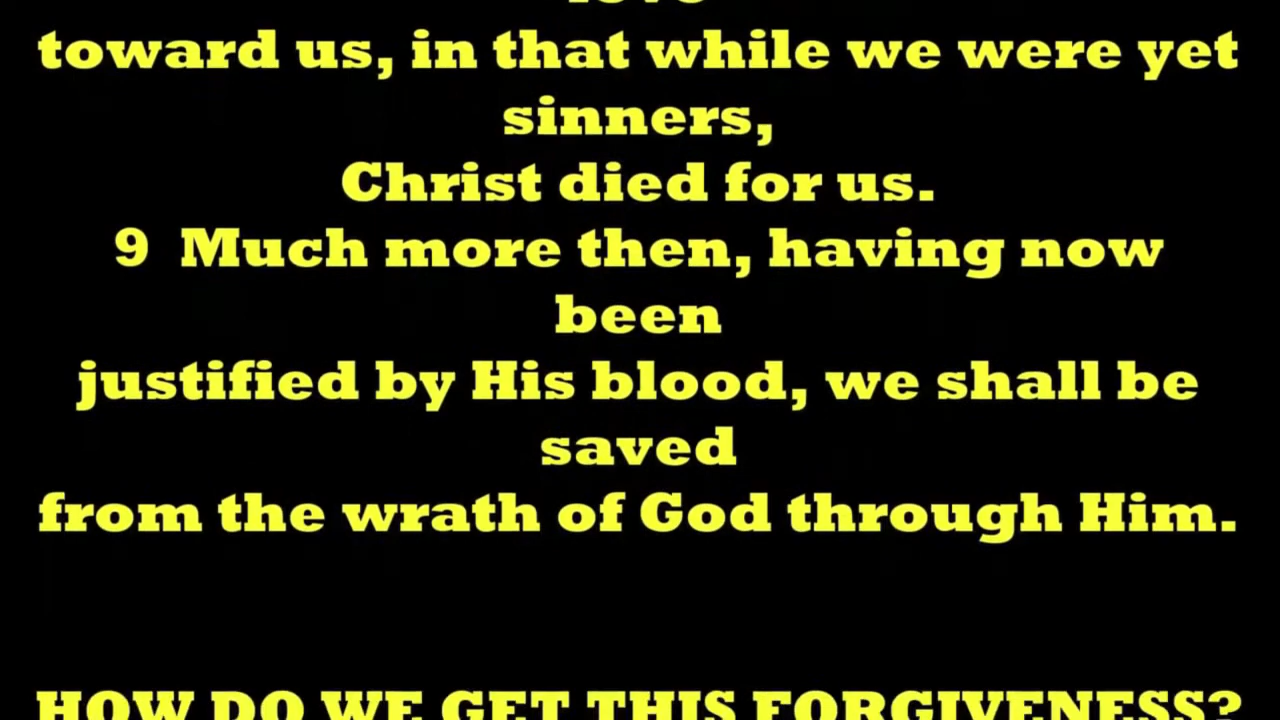 love
toward us, in that while we were yet
sinners,
Christ died for us.
9 Much more then, having now
been
justified by His blood, we shall be
saved
from the wrath of God through Him.
HOW DO WE GET THIS FORGIVENESS?